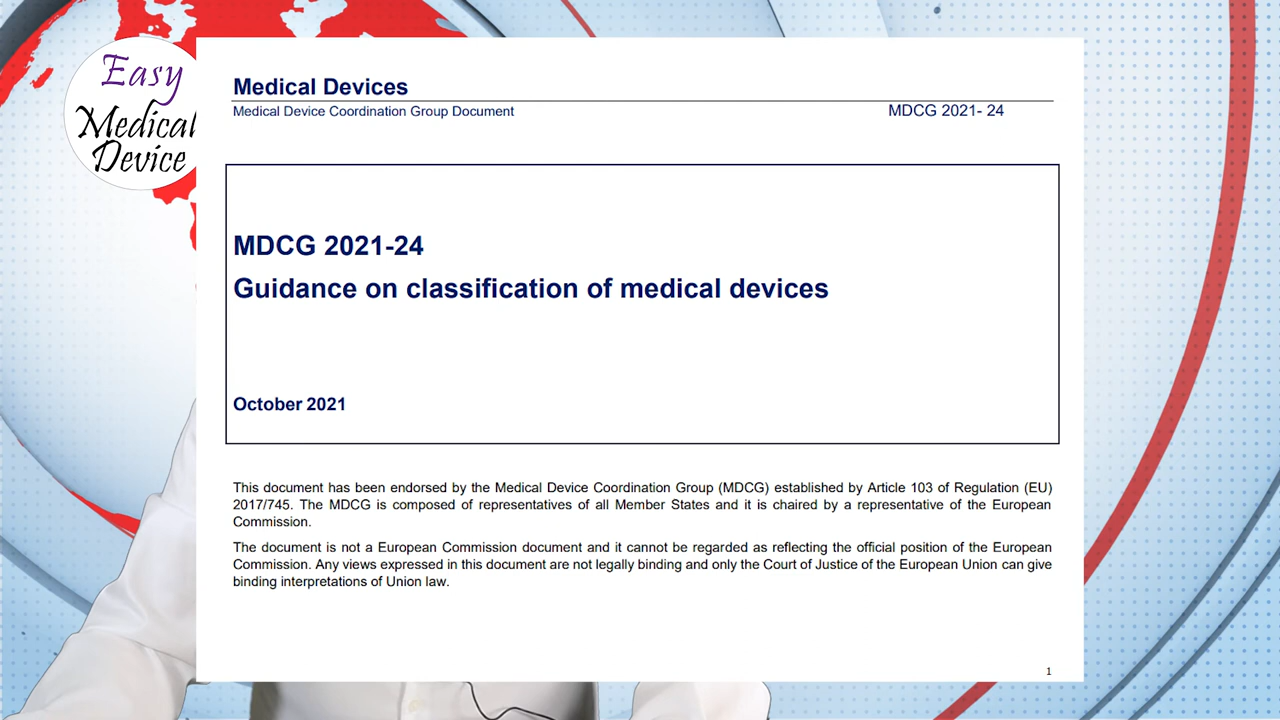 Easy
Medical
Device
Medical Devices
Medical Device Coordination Group Document MDCG 2021- 24
MDCG 2021-24
Guidance on classification of medical devices
October 2021
This document has been endorsed by the Medical Device Coordination Group (MDCG) established by Article 103 of Regulation (EU)
2017/745. The MDCG is composed of representatives of all Member States and it is chaired by a representative of the European
Commission.
The document is not a European Commission document and it cannot be regarded as reflecting the official position of the European
Commission. Any views expressed in this document are not legally binding and only the Court of Justice of the European Union can give
binding interpretations of Union law.
1